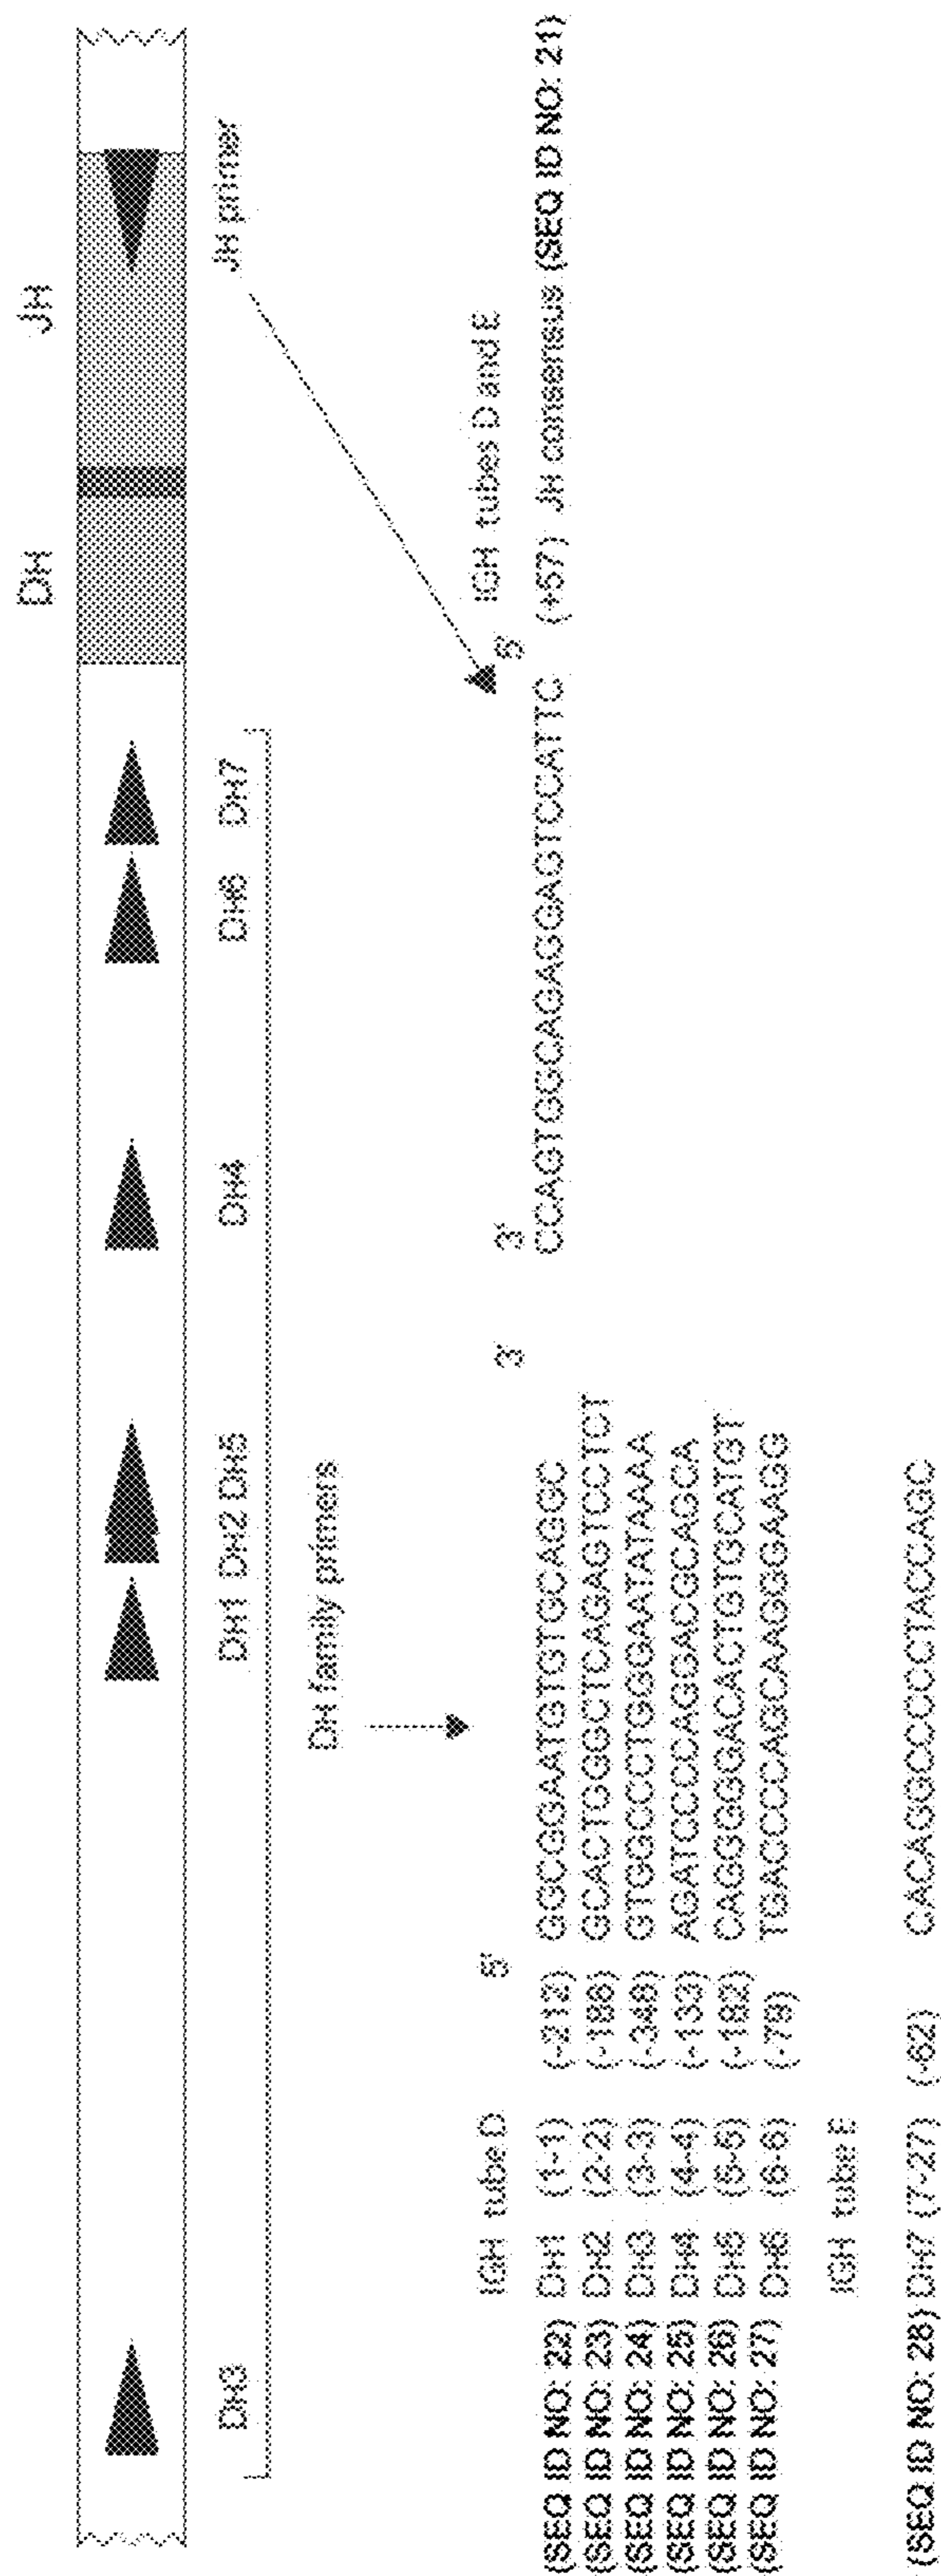 DH JH
DH3 DH1 DH2 DH5 DH4 DH6 DH7 JH primer
DH family primers
IGH tube D 5' 3' 3' 5' IGH tubes D and E
(SEQ ID NO: 22) DH1 (1-1) (-212) GGCGGAATGTGTGCAGGC CCAGTGGCAGAGGAGTCCATTC (+57) JH consensus (SEQ ID NO: 21)
(SEQ ID NO: 23) DH2 (2-2) (-188) GCACTGGGCTCAGAGTCCTCT
(SEQ ID NO: 24) DH3 (3-3) (-349) GTGGCCCTGGGAATATAAAA
(SEQ ID NO: 25) DH4 (4-4) (-133) AGATCCCCAGGACGCAGCA
(SEQ ID NO: 26) DH5 (5-5) (-182) CAGGGGGACACTGTGCATGT
(SEQ ID NO: 27) DH6 (6-6) (-79) TGACCCCAGCAAGGGAAGG
IGH tube E
(SEQ ID NO: 28) DH7 (7-27) (-62) CACAGGCCCCCTACCAGC